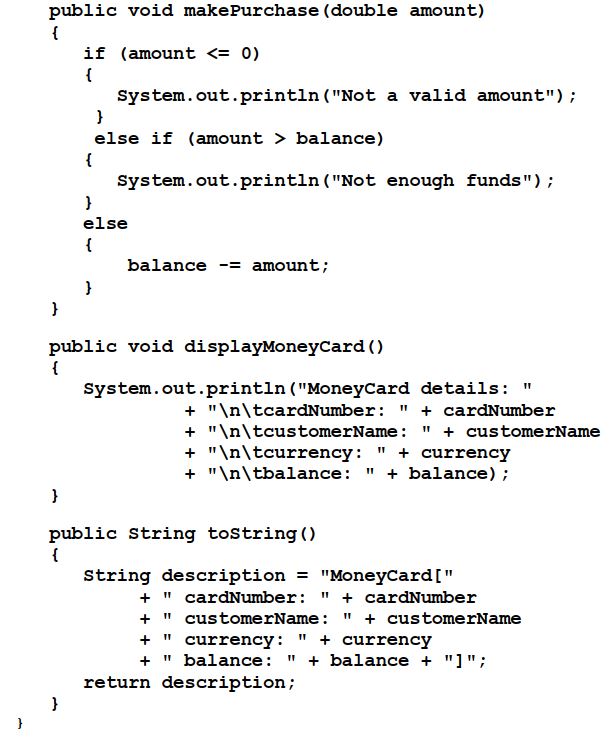 public void makePurchase(double amount)
{
if (amount <= 0)
{
System.out.println("Not a valid amount");
}
else if (amount > balance)
{
System.out.println("Not enough funds");
}
else
{
balance -= amount;
}
}
public void displayMoneyCard()
{
System.out.println("MoneyCard details: "
+ "\n\tcardNumber: " + cardNumber
+ "\n\tcustomerName: " + customerName
+ "\n\tcurrency: " + currency
+ "\n\tbalance: " + balance);
}
public String toString()
{
String description = "MoneyCard["
+ " cardNumber: " + cardNumber
+ " customerName: " + customerName
+ " currency: " + currency
+ " balance: " + balance + "]";
return description;
}
}